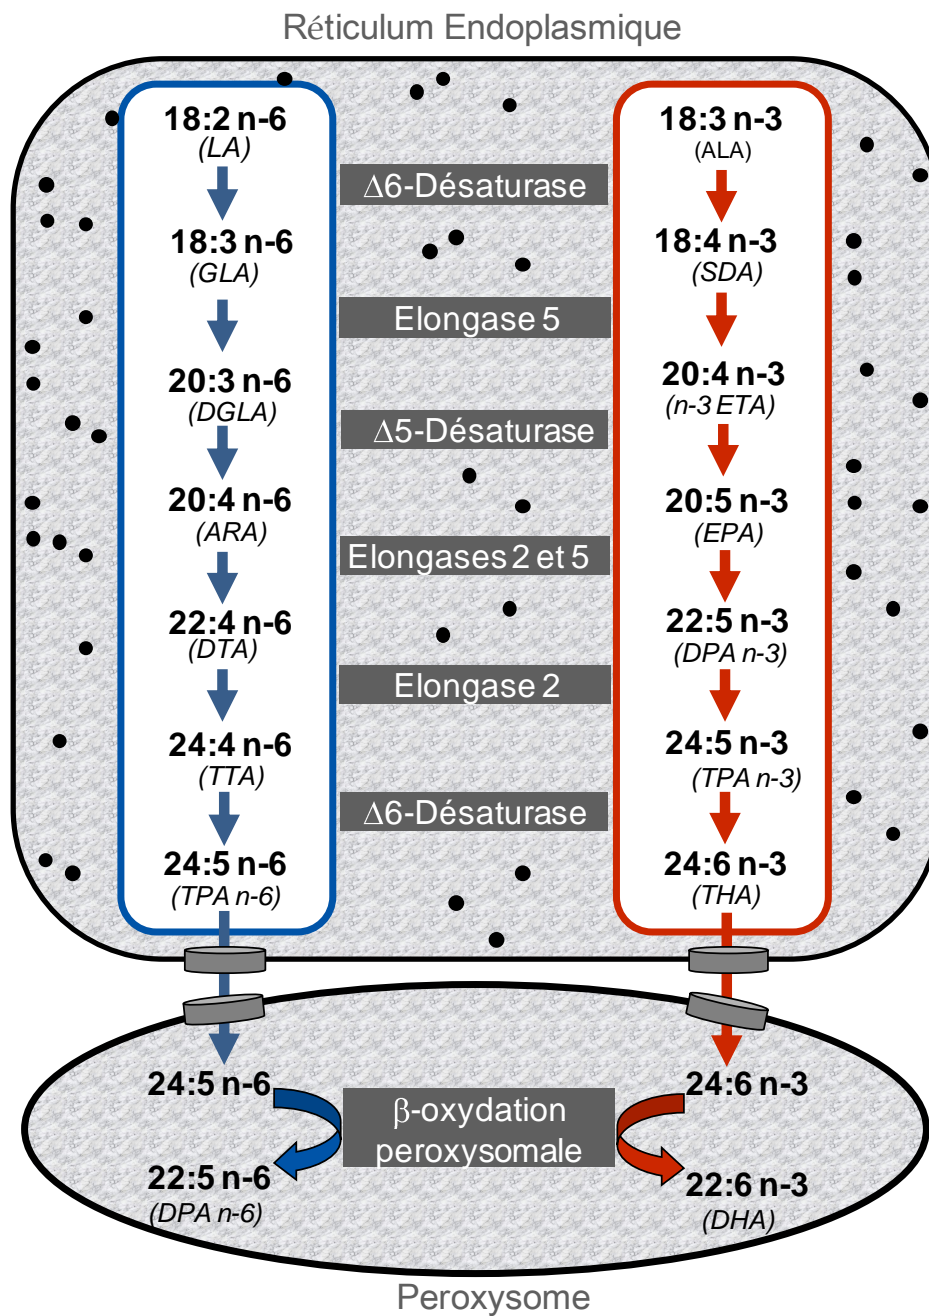 Réticulum Endoplasmique
18:2 n-6
(LA)
18:3 n-3
(ALA)
Δ6-Désaturase
18:3 n-6
(GLA)
18:4 n-3
(SDA)
Elongase 5
20:3 n-6
(DGLA)
20:4 n-3
(n-3 ETA)
Δ5-Désaturase
20:4 n-6
(ARA)
20:5 n-3
(EPA)
Elongases 2 et 5
22:4 n-6
(DTA)
22:5 n-3
(DPA n-3)
Elongase 2
24:4 n-6
(TTA)
24:5 n-3
(TPA n-3)
Δ6-Désaturase
24:5 n-6
(TPA n-6)
24:6 n-3
(THA)
24:5 n-6
24:6 n-3
β-oxydation
peroxysomale
22:5 n-6
(DPA n-6)
22:6 n-3
(DHA)
Peroxysome